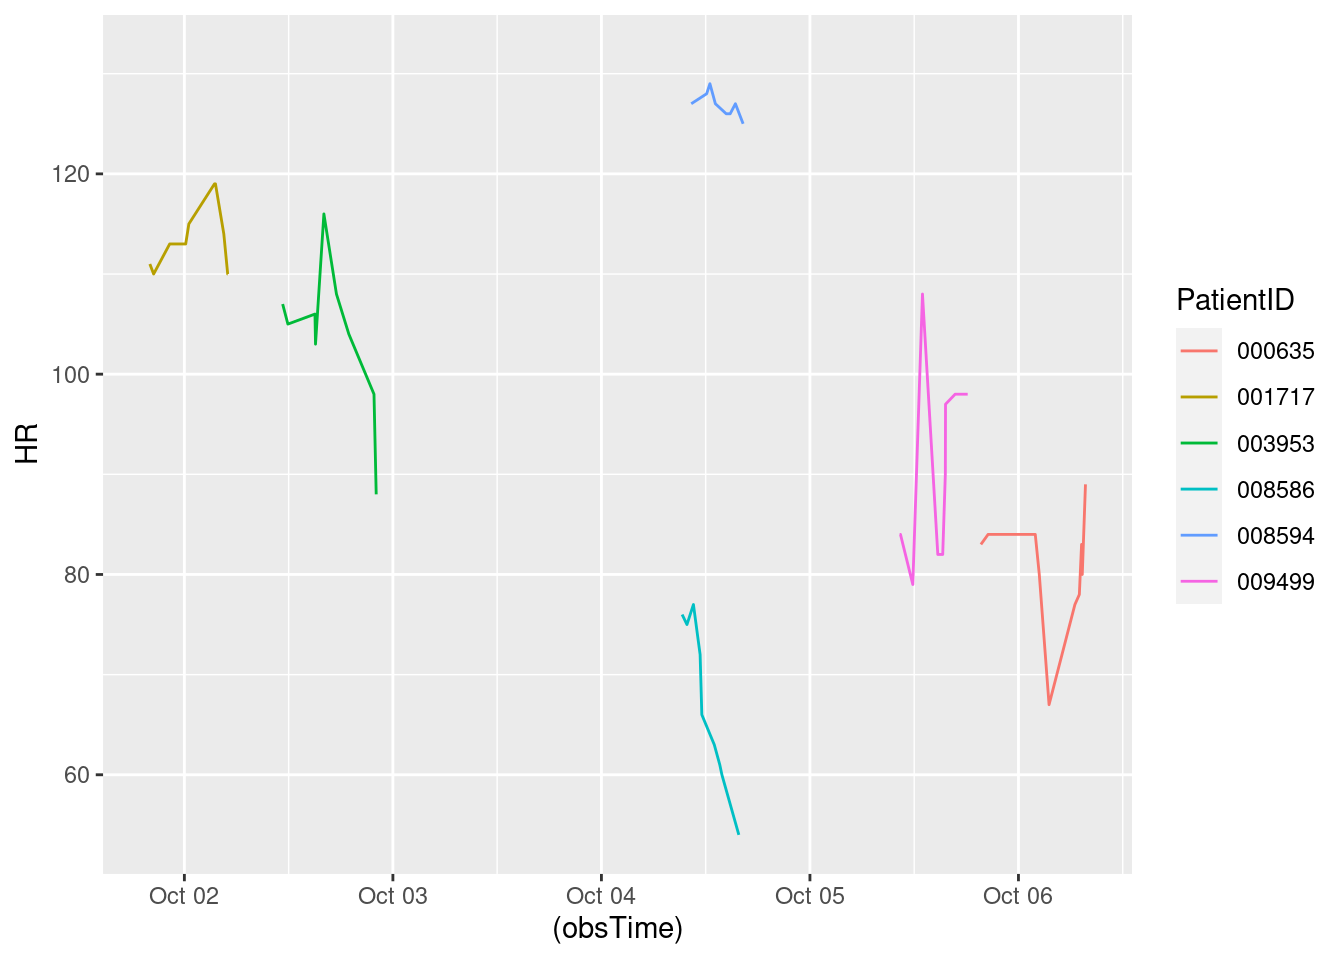 120
100
80
60
HR
Oct 02
Oct 03
Oct 04
Oct 05
Oct 06
(obsTime)
PatientID
000635
001717
003953
008586
008594
009499